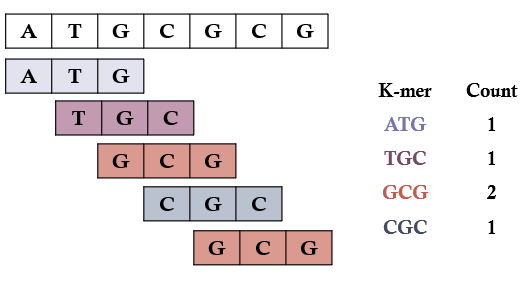 A T G C G C G
A T G
T G C
G C G
C G C
G C G
K-mer Count
ATG 1
TGC 1
GCG 2
CGC 1